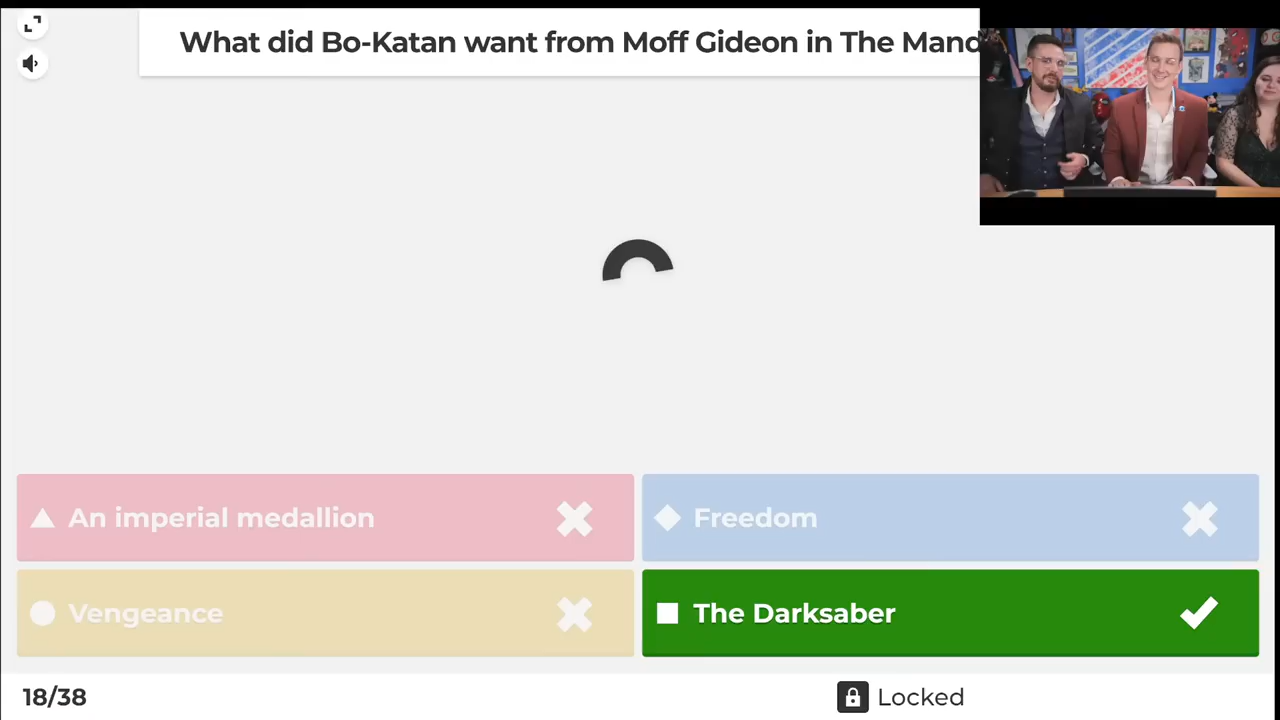 What did Bo-Katan want from Moff Gideon in The Mand
An imperial medallion
Freedom
Vengeance
The Darksaber
18/38
Locked